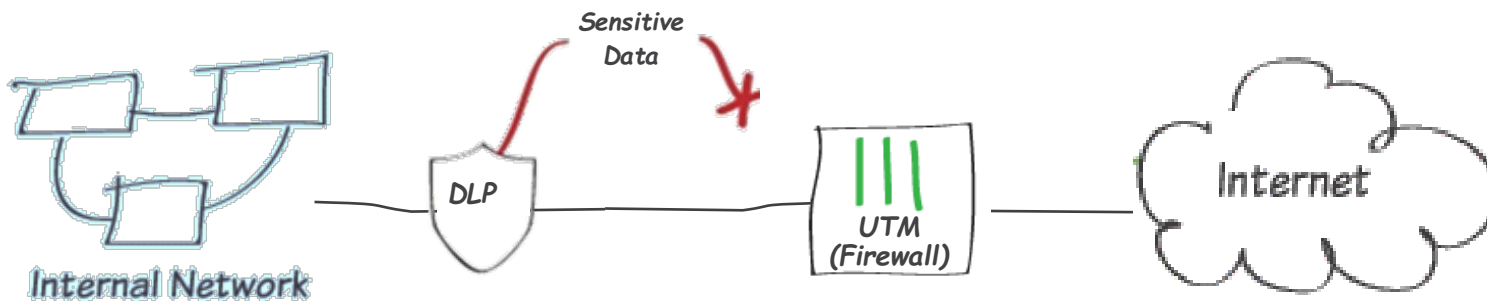 Sensitive
Data
DLP
UTM
(Firewall)
Internet
Internal Network